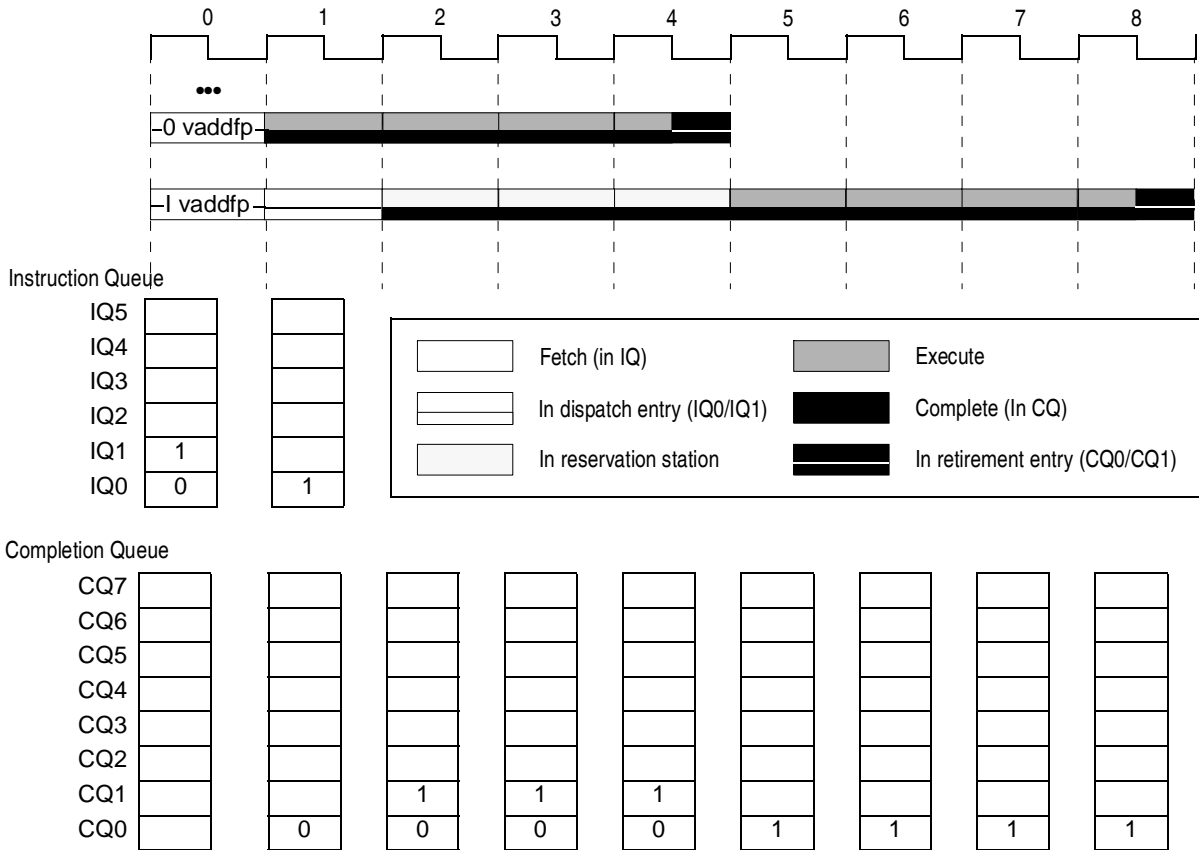 0 1 2 3 4 5 6 7 8
•••
0 vaddfp
I vaddfp
Instruction Queue
IQ5
IQ4
IQ3
IQ2
IQ1 1
IQ0 0 1
Fetch (in IQ)
Execute
In dispatch entry (IQ0/IQ1)
Complete (In CQ)
In reservation station
In retirement entry (CQ0/CQ1)
Completion Queue
CQ7
CQ6
CQ5
CQ4
CQ3
CQ2
CQ1 1 1 1
CQ0 0 0 0 0 1 1 1 1